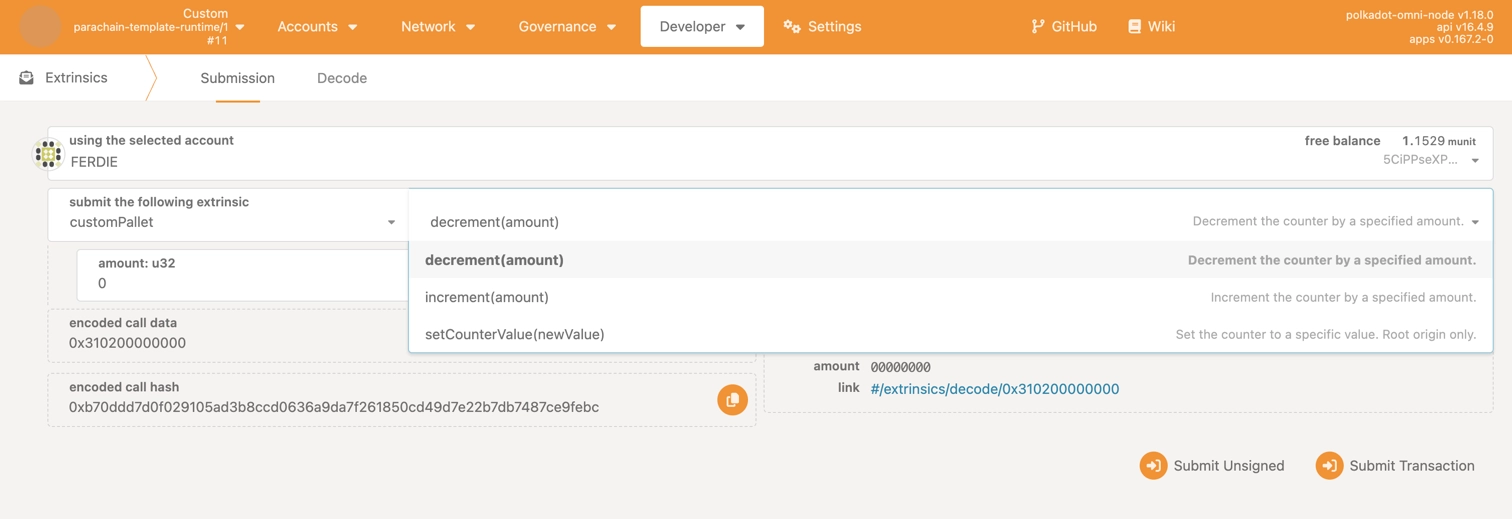 Custom
parachain-template-runtime/1
#11
Accounts
Network
Governance
Developer
Settings
GitHub
Wiki
polkadot-omni-node v1.18.0
api v16.4.9
apps v0.167.2-0
Extrinsics
Submission
Decode
using the selected account
FERDIE
free balance 1.1529 munit
5CiPPseXP...
submit the following extrinsic
customPallet
decrement(amount) Decrement the counter by a specified amount.
decrement(amount) Decrement the counter by a specified amount.
increment(amount) Increment the counter by a specified amount.
setCounterValue(newValue) Set the counter to a specific value. Root origin only.
amount: u32
0
encoded call data
0x310200000000
encoded call hash
0xb70ddd7d0f029105ad3b8ccd0636a9da7f261850cd49d7e22b7db7487ce9febc
amount 00000000
link #/extrinsics/decode/0x310200000000
Submit Unsigned
Submit Transaction